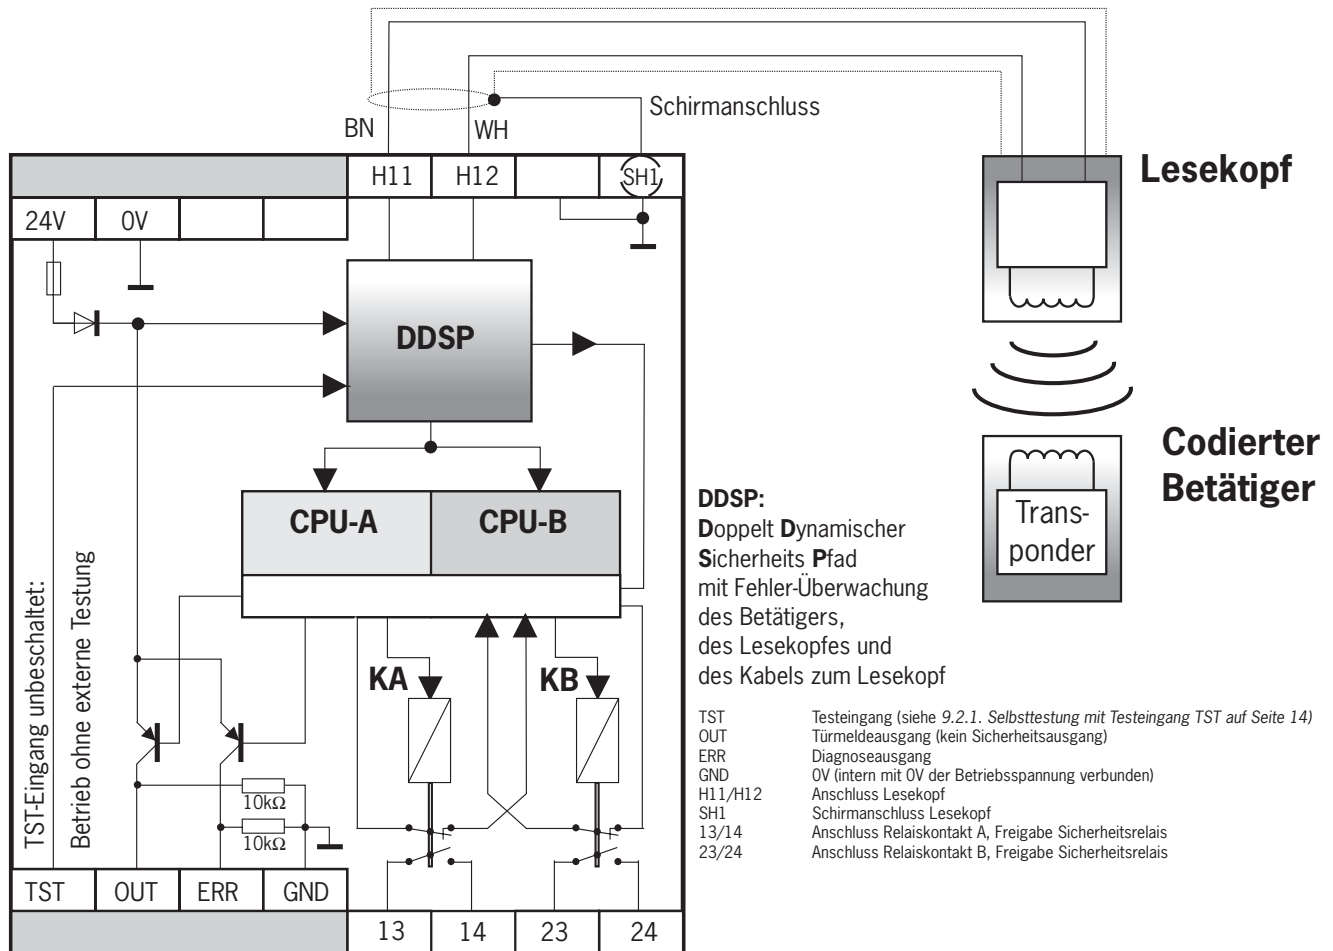 Schirmanschluss
BN
WH
H11
H12
SH1
Lesekopf
24V
0V
DDSP
Codierter
Betätiger
Trans-
ponder
CPU-A
CPU-B
DDSP:
Doppelt Dynamischer
Sicherheits Pfad
mit Fehler-Überwachung
des Betätigers,
des Lesekopfes und
des Kabels zum Lesekopf
TST-Eingang unbeschaltet:
Betrieb ohne externe Testung
KA
KB
10kΩ
10kΩ
TST Testeingang (siehe 9.2.1. Selbsttestung mit Testeingang TST auf Seite 14)
OUT Türmeldeausgang (kein Sicherheitsausgang)
ERR Diagnoseausgang
GND 0V (intern mit 0V der Betriebsspannung verbunden)
H11/H12 Anschluss Lesekopf
SH1 Schirmanschluss Lesekopf
13/14 Anschluss Relaiskontakt A, Freigabe Sicherheitsrelais
23/24 Anschluss Relaiskontakt B, Freigabe Sicherheitsrelais
TST
OUT
ERR
GND
13
14
23
24